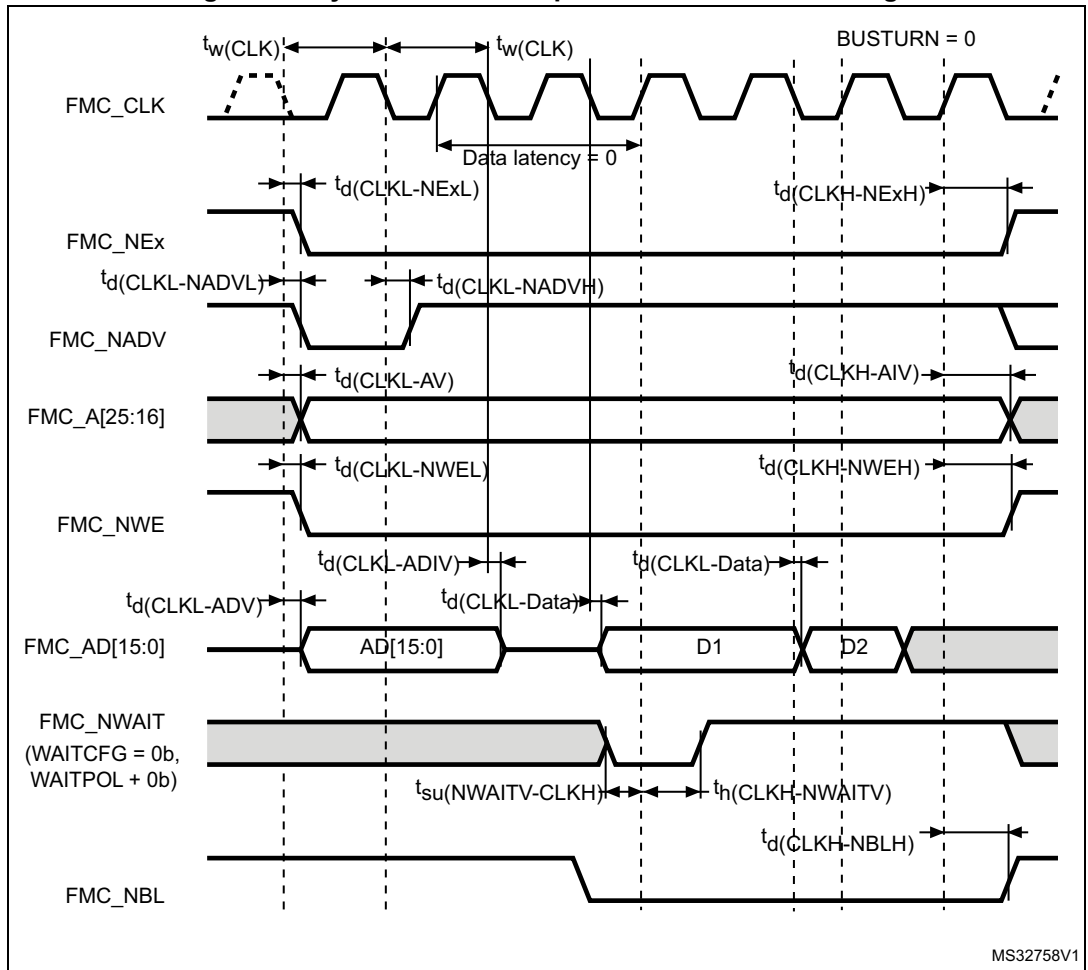 tw(CLK) tw(CLK) BUSTURN = 0
FMC_CLK
Data latency = 0
td(CLKL-NExL) td(CLKH-NExH)
FMC_NEx
td(CLKL-NADVL) td(CLKL-NADVH)
FMC_NADV
td(CLKL-AV) td(CLKH-AIV)
FMC_A[25:16]
td(CLKL-NWEL) td(CLKH-NWEH)
FMC_NWE
td(CLKL-ADIV) td(CLKL-Data)
td(CLKL-ADV) td(CLKL-Data)
FMC_AD[15:0] AD[15:0] D1 D2
FMC_NWAIT
(WAITCFG = 0b,
WAITPOL + 0b)
tsu(NWAITV-CLKH) th(CLKH-NWAITV)
td(CLKH-NBLH)
FMC_NBL
MS32758V1